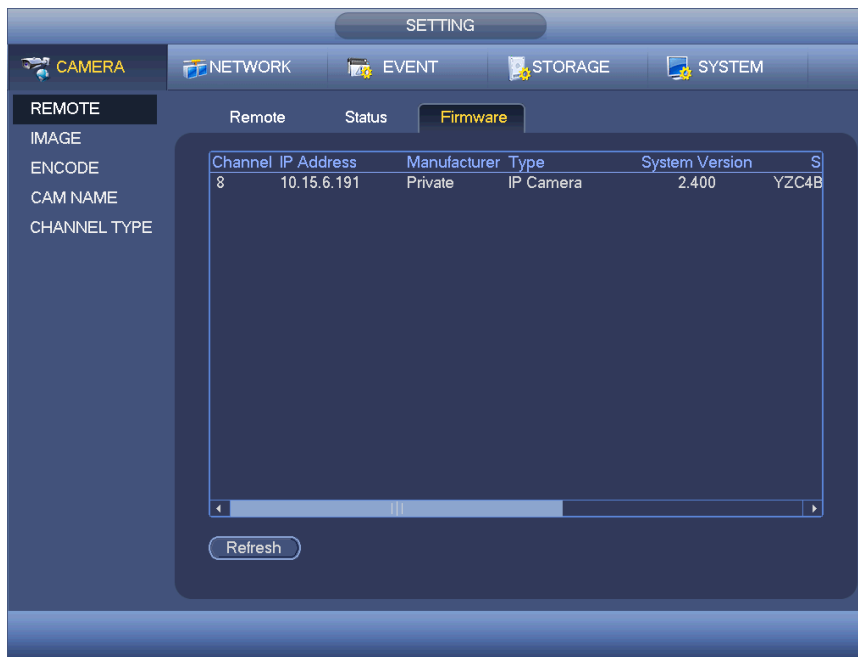 SETTING
CAMERA NETWORK EVENT STORAGE SYSTEM
REMOTE
IMAGE
ENCODE
CAM NAME
CHANNEL TYPE
Remote Status Firmware
Channel IP Address Manufacturer Type System Version S
8 10.15.6.191 Private IP Camera 2.400 YZC4B
Refresh